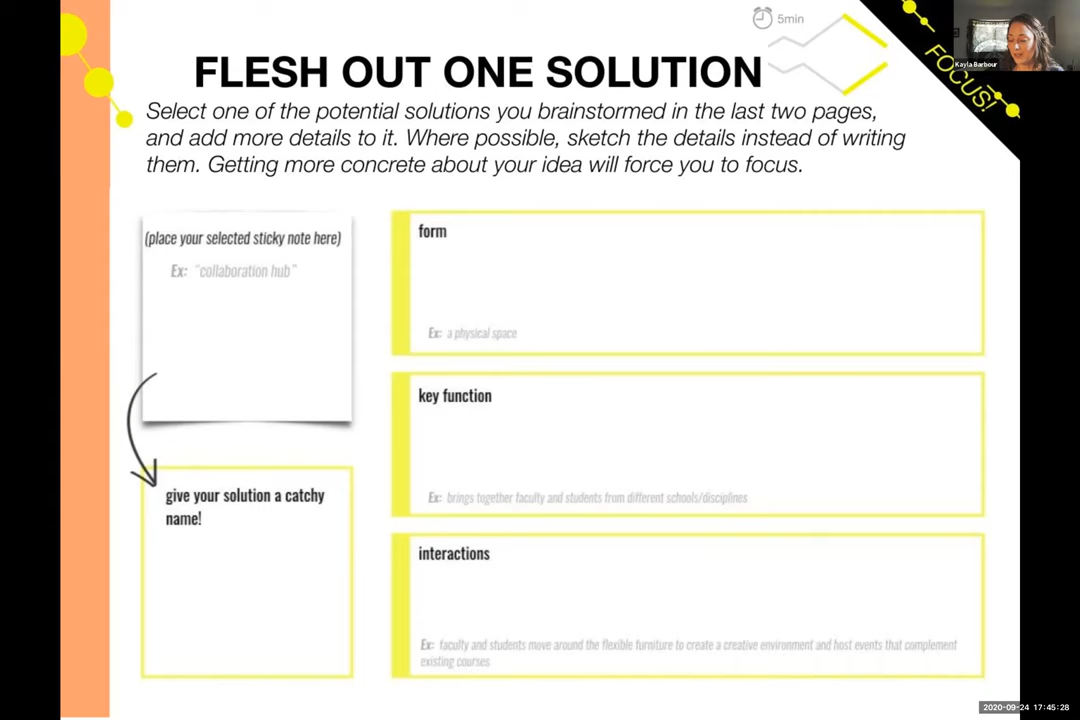 5min
FOCUS!
Kayla Barbour
FLESH OUT ONE SOLUTION
Select one of the potential solutions you brainstormed in the last two pages,
and add more details to it. Where possible, sketch the details instead of writing
them. Getting more concrete about your idea will force you to focus.
(place your selected sticky note here)
Ex: "collaboration hub"
give your solution a catchy
name!
form
Ex: a physical space
key function
Ex: brings together faculty and students from different schools/disciplines
interactions
Ex: faculty and students move around the flexible furniture to create a creative environment and host events that complement
existing courses
2020-09-24 17:45:28